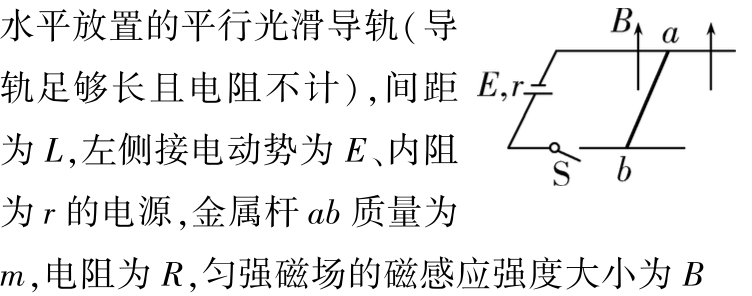 水平放置的平行光滑导轨(导
轨足够长且电阻不计),间距
为 L,左侧接电动势为 E、内阻
为 r 的电源,金属杆 ab 质量为
m,电阻为 R,匀强磁场的磁感应强度大小为 B
B
a
E,r
S
b